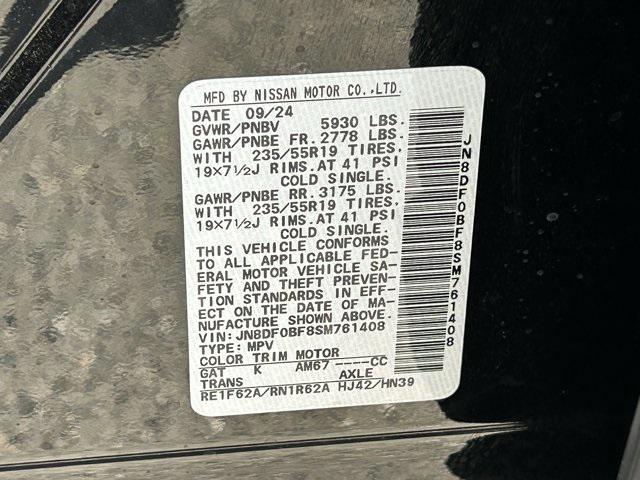 MFD BY NISSAN MOTOR CO.,LTD.
DATE 09/24
GVWR/PNBV 5930 LBS.
GAWR/PNBE FR. 2778 LBS.
WITH 235/55R19 TIRES,
19X7½J RIMS.AT 41 PSI
COLD SINGLE.
GAWR/PNBE RR. 3175 LBS.
WITH 235/55R19 TIRES,
19X7½J RIMS.AT 41 PSI
COLD SINGLE.
THIS VEHICLE CONFORMS
TO ALL APPLICABLE FED-
ERAL MOTOR VEHICLE SA-
FETY AND THEFT PREVEN-
TION STANDARDS IN EFF-
ECT ON THE DATE OF MA-
NUFACTURE SHOWN ABOVE.
VIN:JN8DF0BF8SM761408
TYPE:MPV
COLOR TRIM MOTOR
GAT K AM67 ----CC
TRANS AXLE
RE1F62A/RN1R62A HJ42/HN39
JN8DF0BF8SM761408